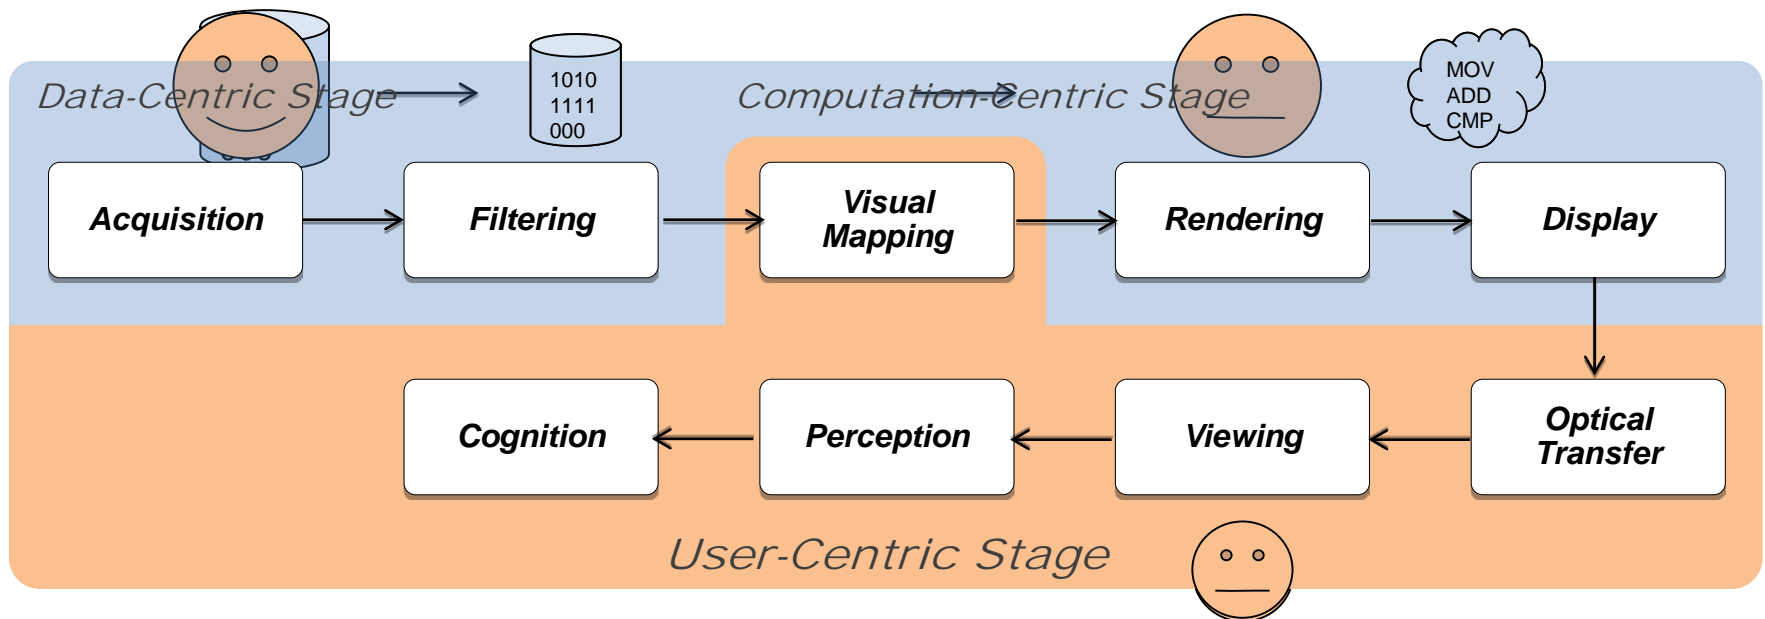 Data-Centric Stage
1010
1111
000
Computation-Centric Stage
MOV
ADD
CMP
Acquisition
Filtering
Visual
Mapping
Rendering
Display
Cognition
Perception
Viewing
Optical
Transfer
User-Centric Stage